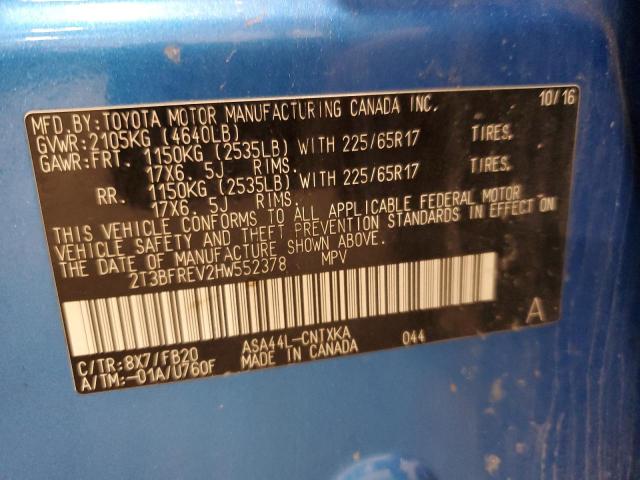 MFD.BY:TOYOTA MOTOR MANUFACTURING CANADA INC. 10/16
GVWR:2105KG (4640LB)
GAWR:FRT. 1150KG (2535LB) WITH 225/65R17 TIRES.
17X6. 5J RIMS.
RR. 1150KG (2535LB) WITH 225/65R17 TIRES.
17X6. 5J RIMS.
THIS VEHICLE CONFORMS TO ALL APPLICABLE FEDERAL MOTOR
VEHICLE SAFETY AND THEFT PREVENTION STANDARDS IN EFFECT ON
THE DATE OF MANUFACTURE SHOWN ABOVE.
2T3BFREV2HW552378 MPV
A
C/TR:8X7/FB20 ASA44L-CNTXKA 044
A/TM:-01A/U760F MADE IN CANADA